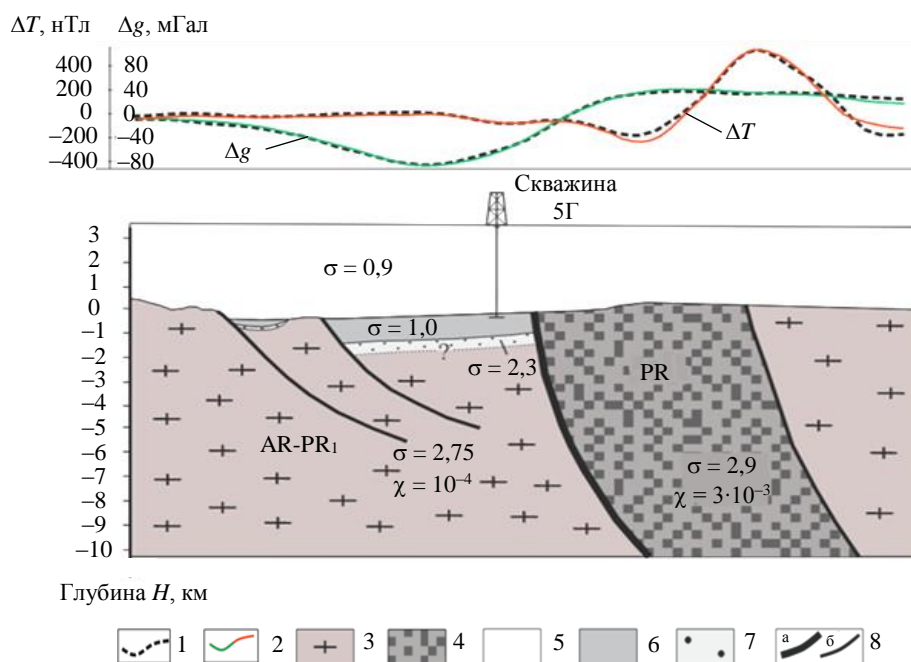 ΔT, нТл Δg, мГал
400 80
200 40
0 0
–200 –40
–400 –80
Δg
ΔT
Скважина
5Г
3
2
1
0
–1
–2
–3
–4
–5
–6
–7
–8
–9
–10
σ = 0,9
σ = 1,0
?
σ = 2,3
PR
AR-PR₁
σ = 2,75
χ = 10⁻⁴
σ = 2,9
χ = 3·10⁻³
Глубина H, км
1 2 3 4 5 6 7 а б 8